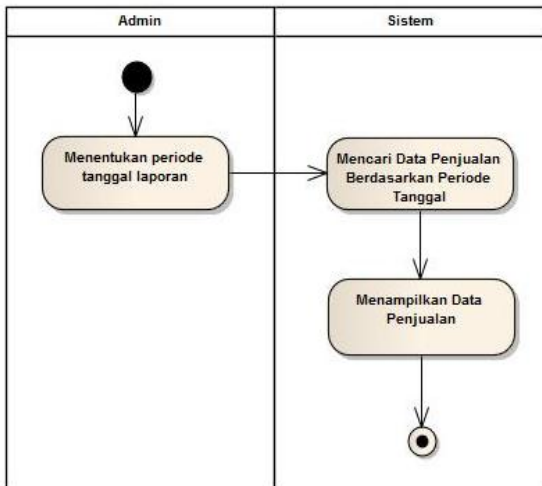 Admin
Sistem
Menentukan periode
tanggal laporan
Mencari Data Penjualan
Berdasarkan Periode
Tanggal
Menampilkan Data
Penjualan